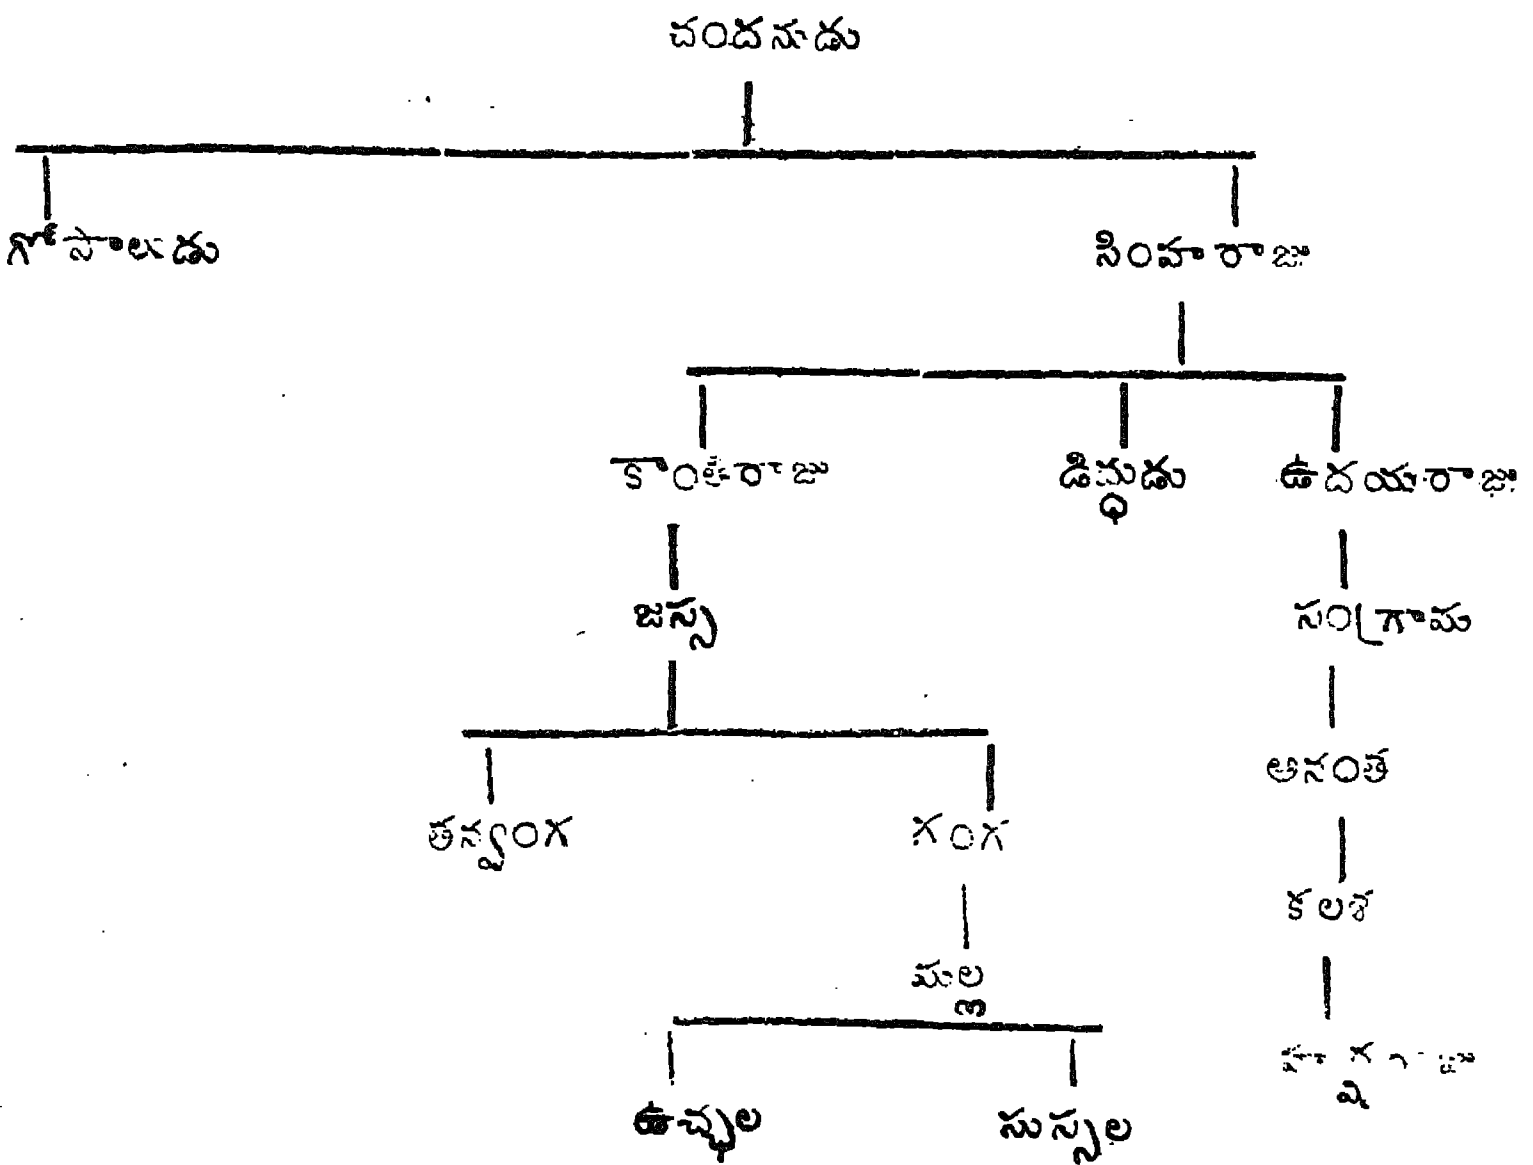 చందనుడు
గోపాలుడు సింహరాజు
కాంతిరాజు డిద్ధుడు ఉదయరాజు
జస్స సంగ్రామ
అనంత
తన్వంగ గంగ
కలశ
మల్ల
ఉచ్ఛల సుస్సల